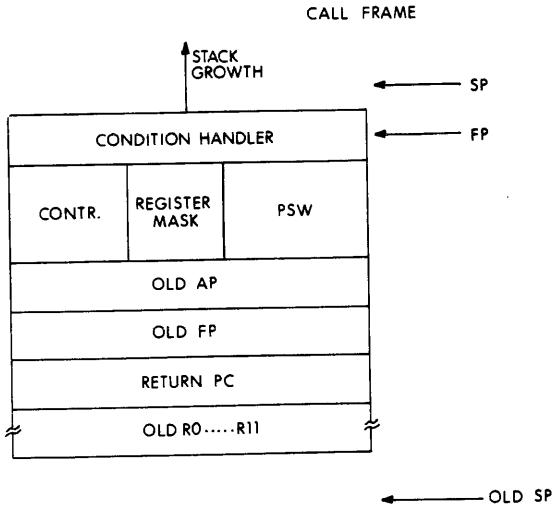 CALL FRAME
STACK
GROWTH
SP
CONDITION HANDLER
FP
CONTR.
REGISTER
MASK
PSW
OLD AP
OLD FP
RETURN PC
OLD R0.....R11
OLD SP